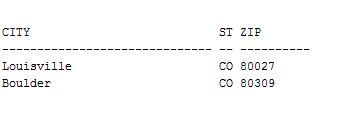 CITY                           ST ZIP
------------------------------ -- ----------
Louisville                     CO 80027
Boulder                        CO 80309